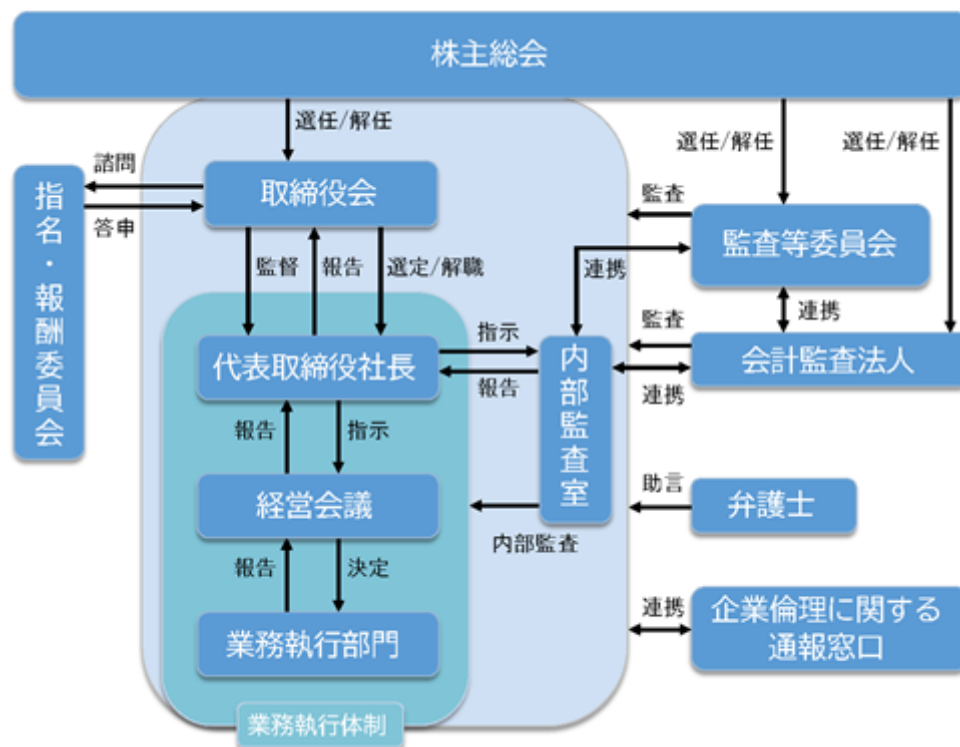 株主総会
選任/解任
選任/解任
選任/解任
諮問
答申
指名・報酬委員会
取締役会
監査
監査等委員会
監督
報告
選定/解職
連携
連携
代表取締役社長
指示
報告
内部監査室
監査
連携
会計監査法人
報告
指示
経営会議
内部監査
助言
弁護士
報告
決定
業務執行部門
連携
企業倫理に関する
通報窓口
業務執行体制